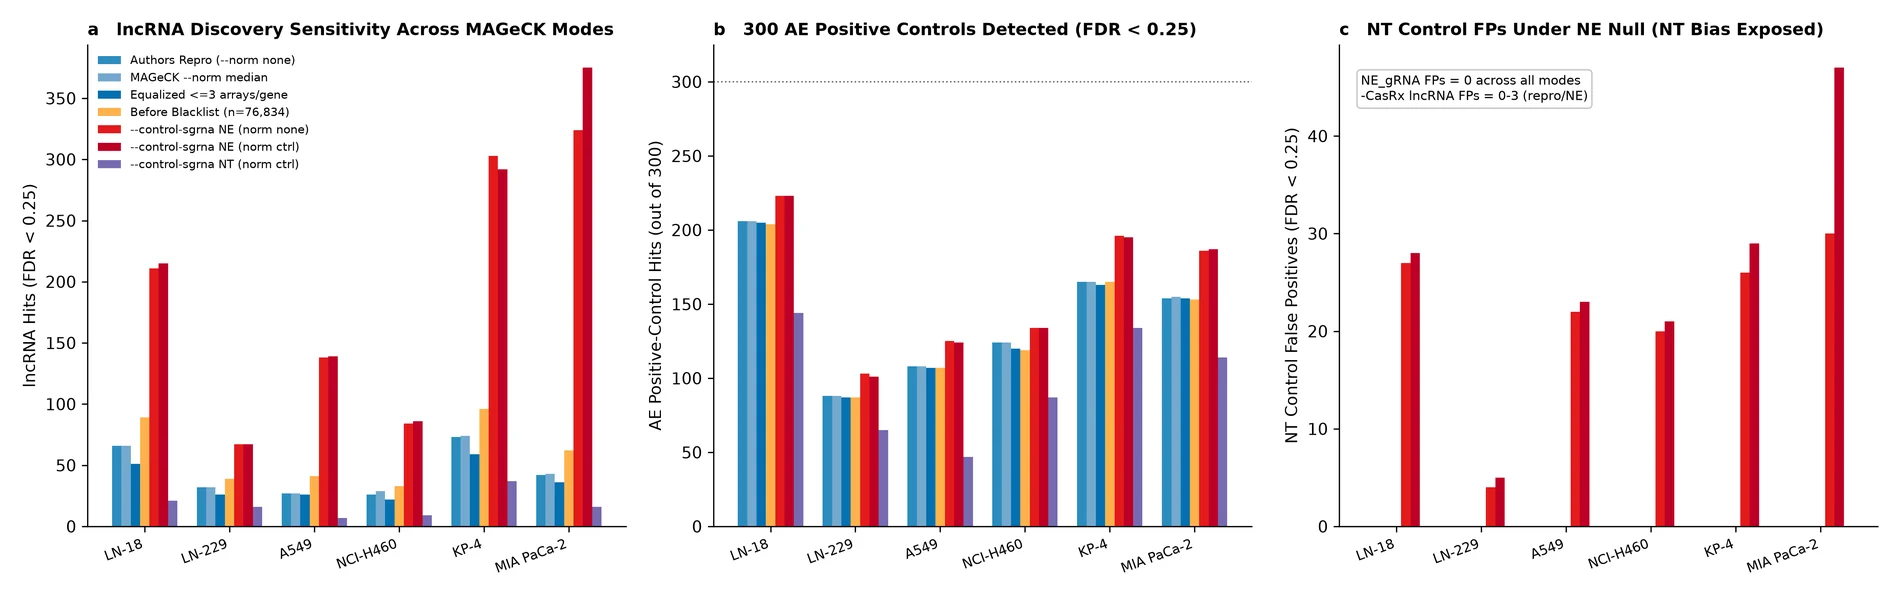 a lncRNA Discovery Sensitivity Across MAGeCK Modes
lncRNA Hits (FDR < 0.25)
350
300
250
200
150
100
50
0
Authors Repro (--norm none)
MAGeCK --norm median
Equalized <=3 arrays/gene
Before Blacklist (n=76,834)
--control-sgrna NE (norm none)
--control-sgrna NE (norm ctrl)
--control-sgrna NT (norm ctrl)
LN-18
LN-229
A549
NCI-H460
KP-4
MIA PaCa-2
b 300 AE Positive Controls Detected (FDR < 0.25)
AE Positive-Control Hits (out of 300)
300
250
200
150
100
50
0
LN-18
LN-229
A549
NCI-H460
KP-4
MIA PaCa-2
c NT Control FPs Under NE Null (NT Bias Exposed)
NT Control False Positives (FDR < 0.25)
40
30
20
10
0
NE_gRNA FPs = 0 across all modes
-CasRx lncRNA FPs = 0-3 (repro/NE)
LN-18
LN-229
A549
NCI-H460
KP-4
MIA PaCa-2